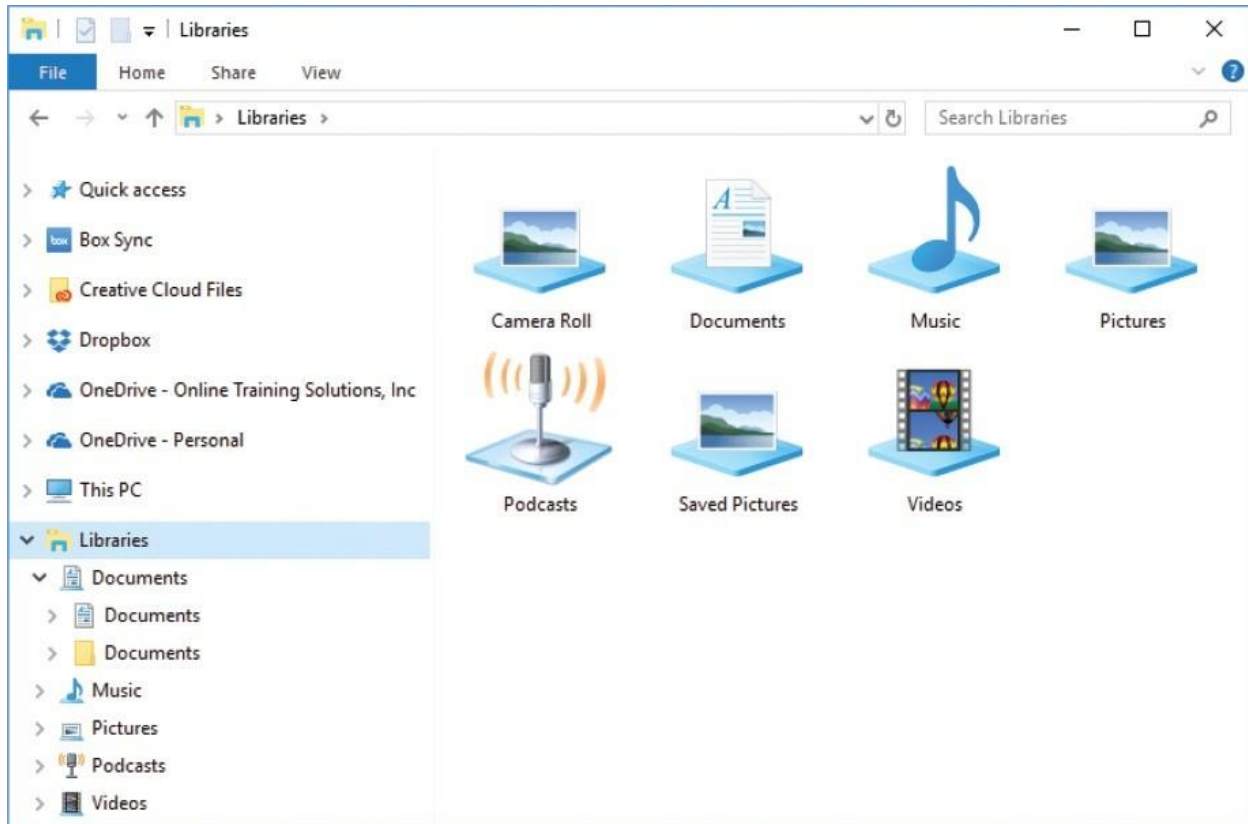 Libraries
File Home Share View
Libraries
Search Libraries
Quick access
box Box Sync
Creative Cloud Files
Dropbox
OneDrive - Online Training Solutions, Inc
OneDrive - Personal
This PC
Libraries
Documents
Documents
Documents
Music
Pictures
Podcasts
Videos
A
Camera Roll Documents Music Pictures
Podcasts Saved Pictures Videos